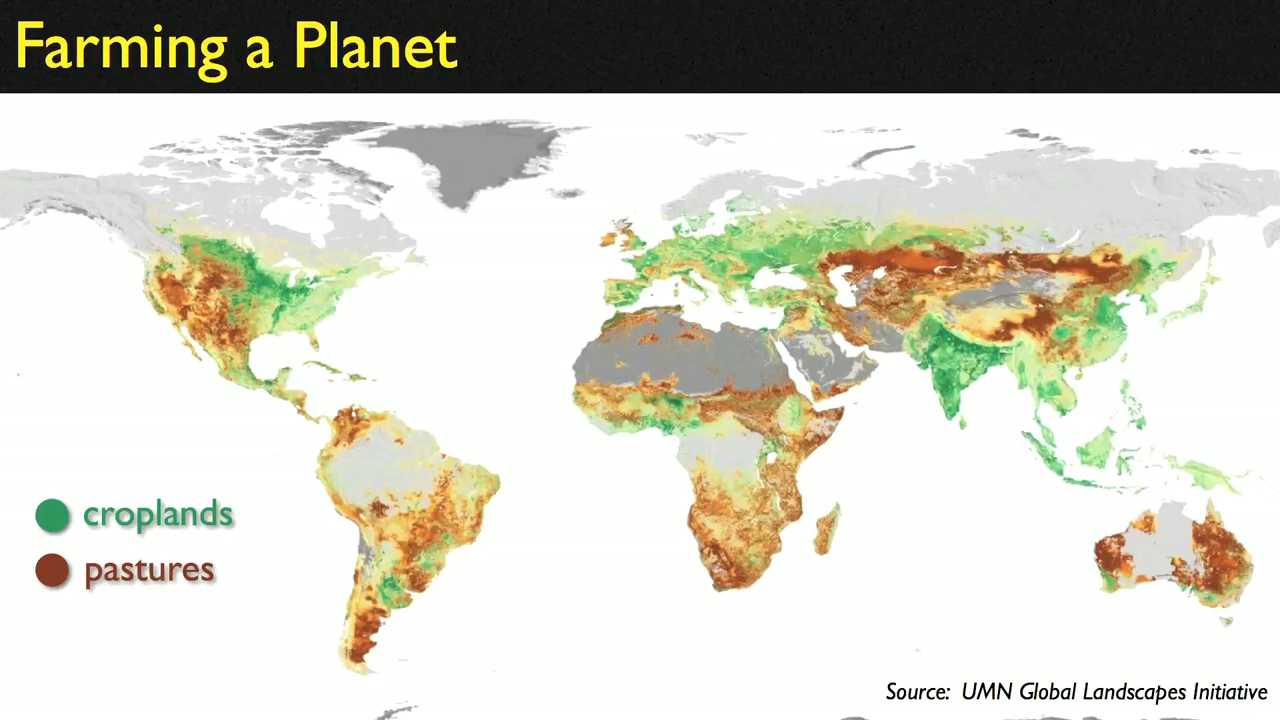 Farming a Planet
croplands
pastures
Source: UMN Global Landscapes Initiative